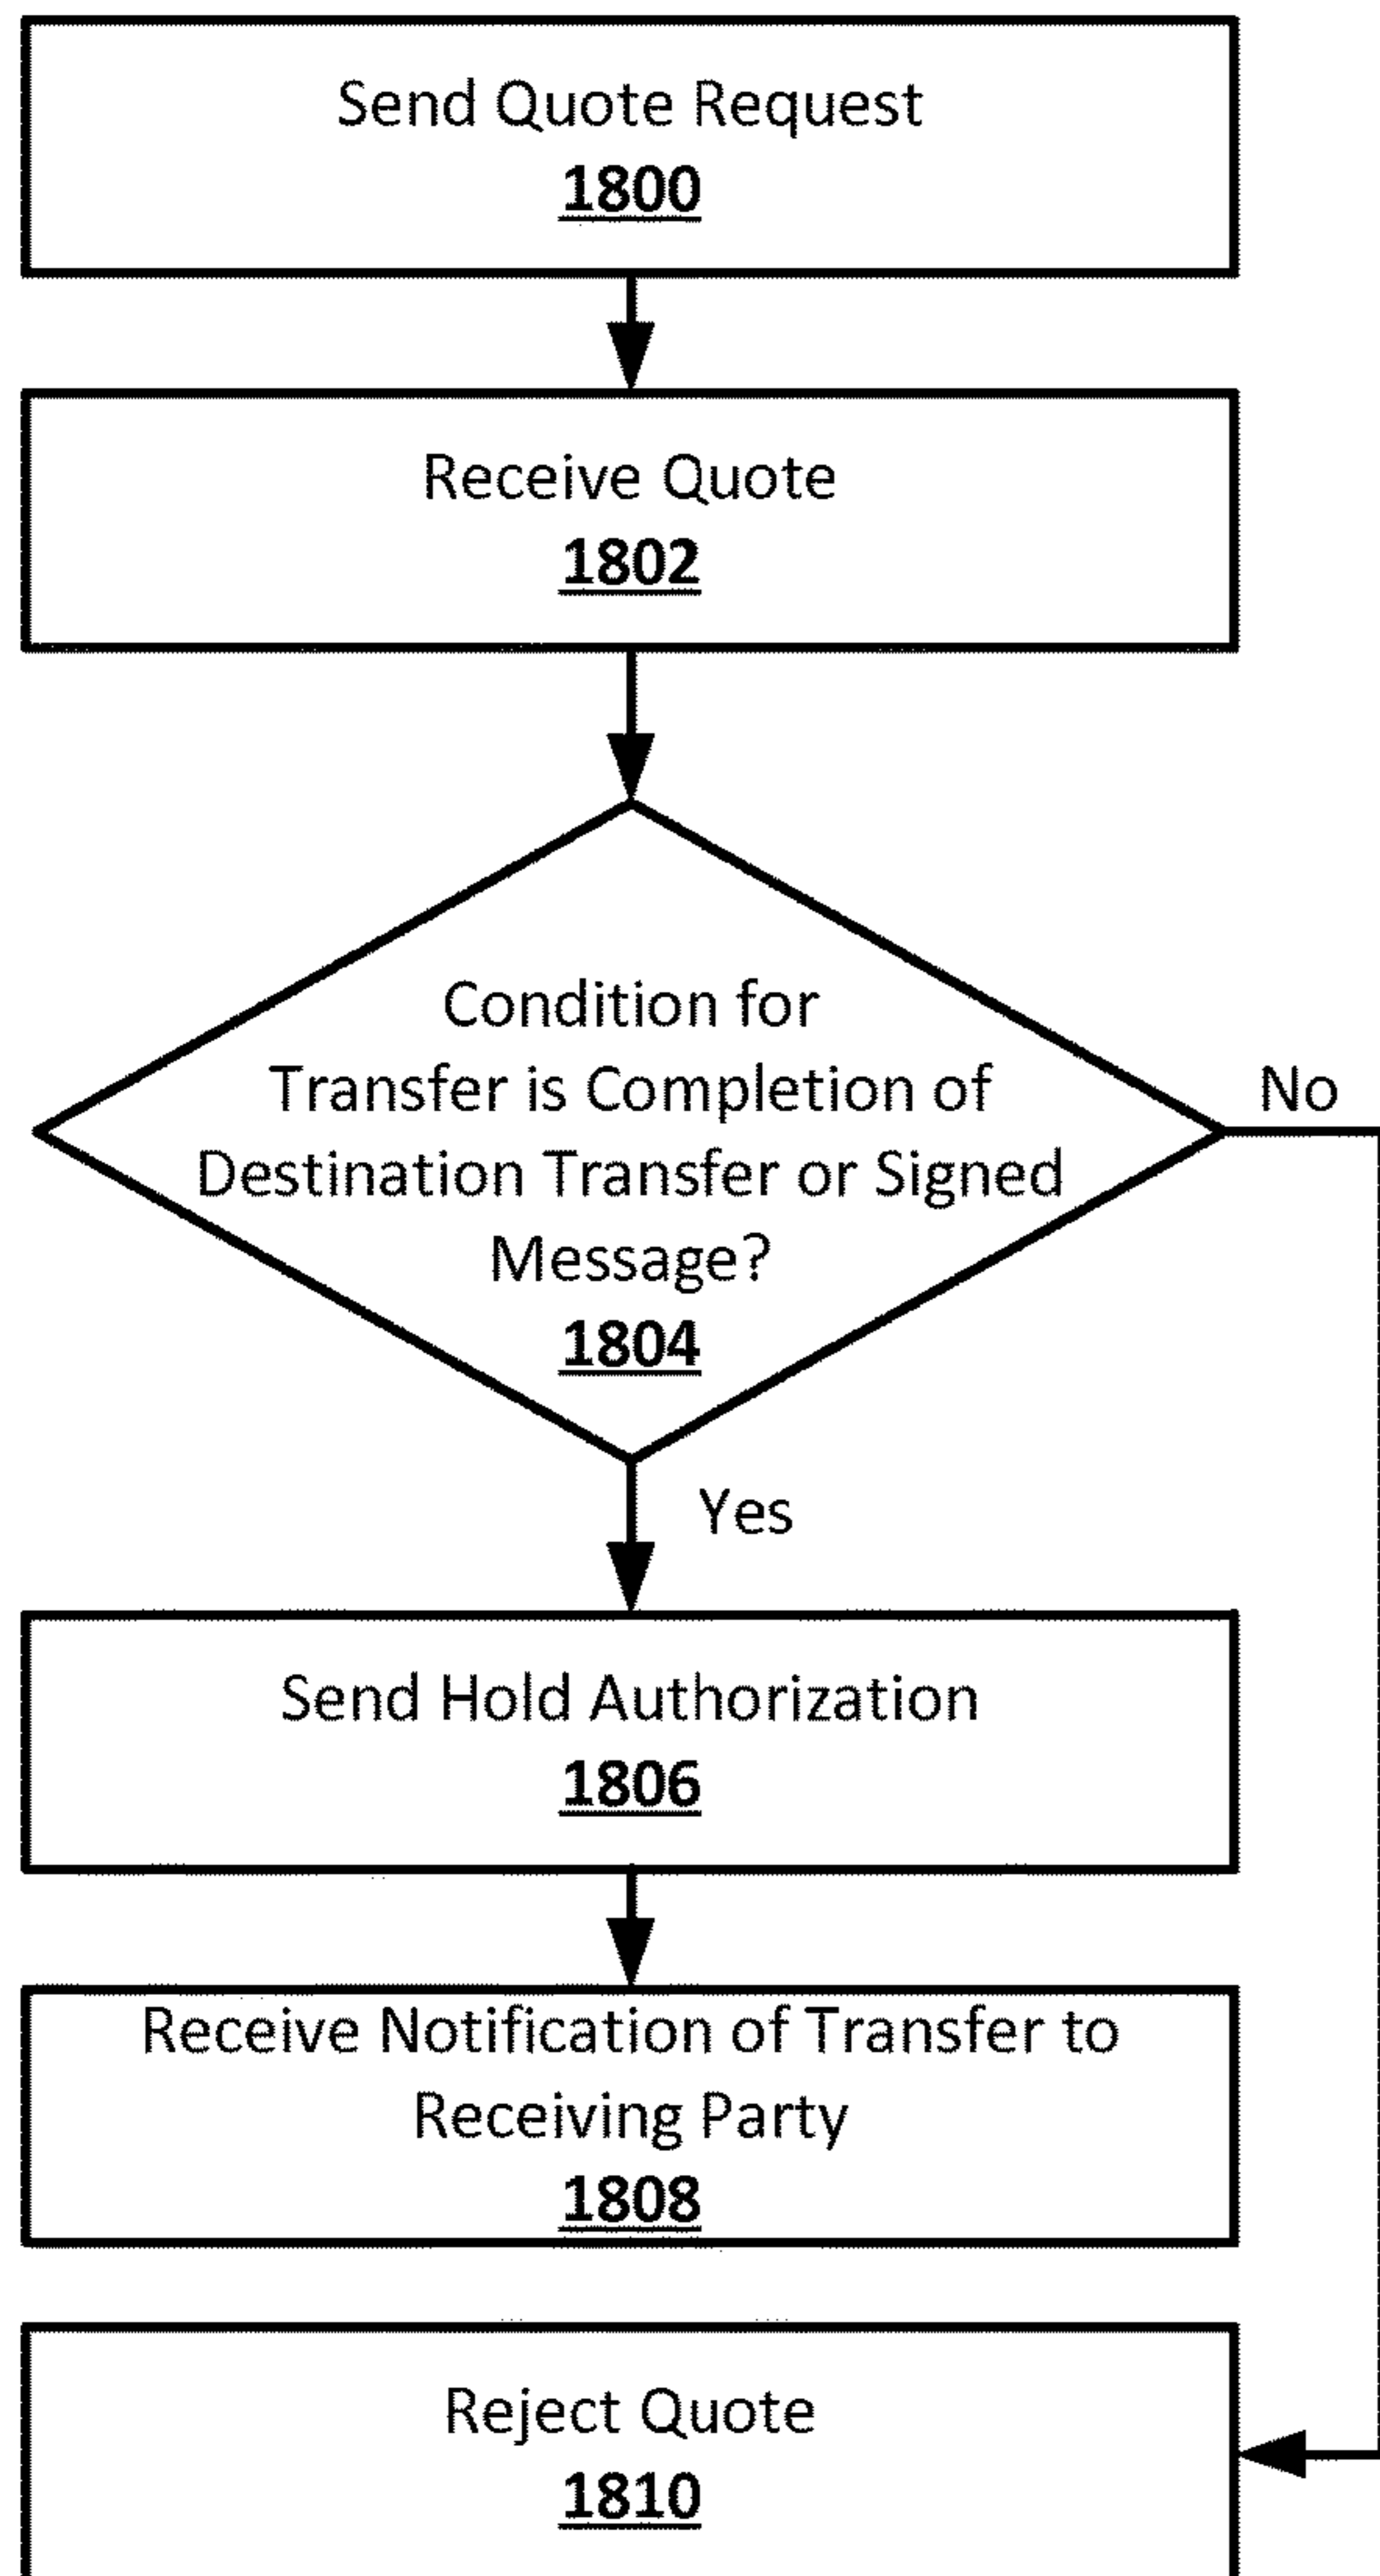 Send Quote Request
1800
Receive Quote
1802
Condition for
Transfer is Completion of
Destination Transfer or Signed
Message?
1804
No
Yes
Send Hold Authorization
1806
Receive Notification of Transfer to
Receiving Party
1808
Reject Quote
1810